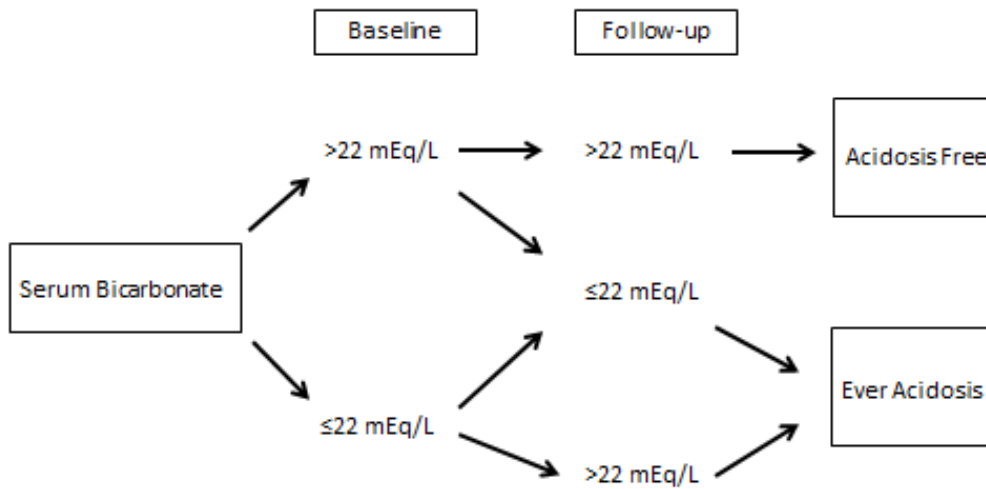 Baseline
Follow-up
>22 mEq/L
>22 mEq/L
Acidosis Free
Serum Bicarbonate
≤22 mEq/L
Ever Acidosis
≤22 mEq/L
>22 mEq/L